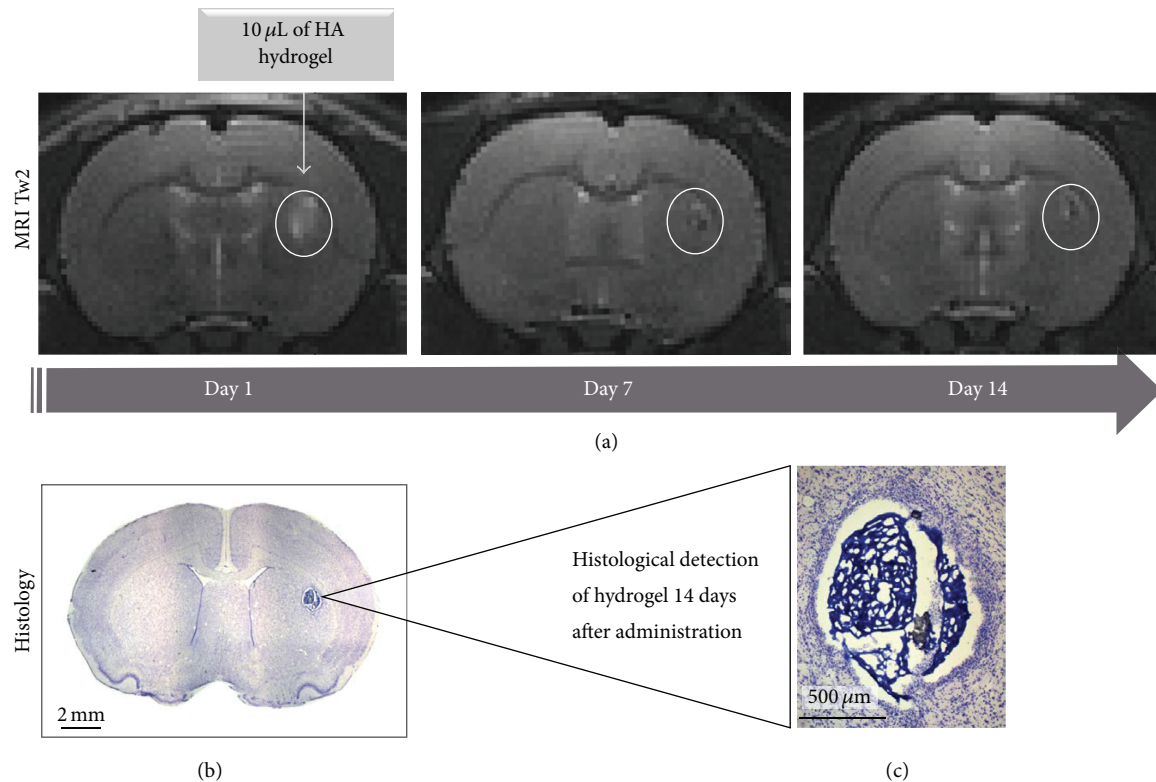 10 μL of HA
hydrogel
MRI Tw2
Day 1
Day 7
Day 14
(a)
Histology
2 mm
Histological detection
of hydrogel 14 days
after administration
500 μm
(b)
(c)